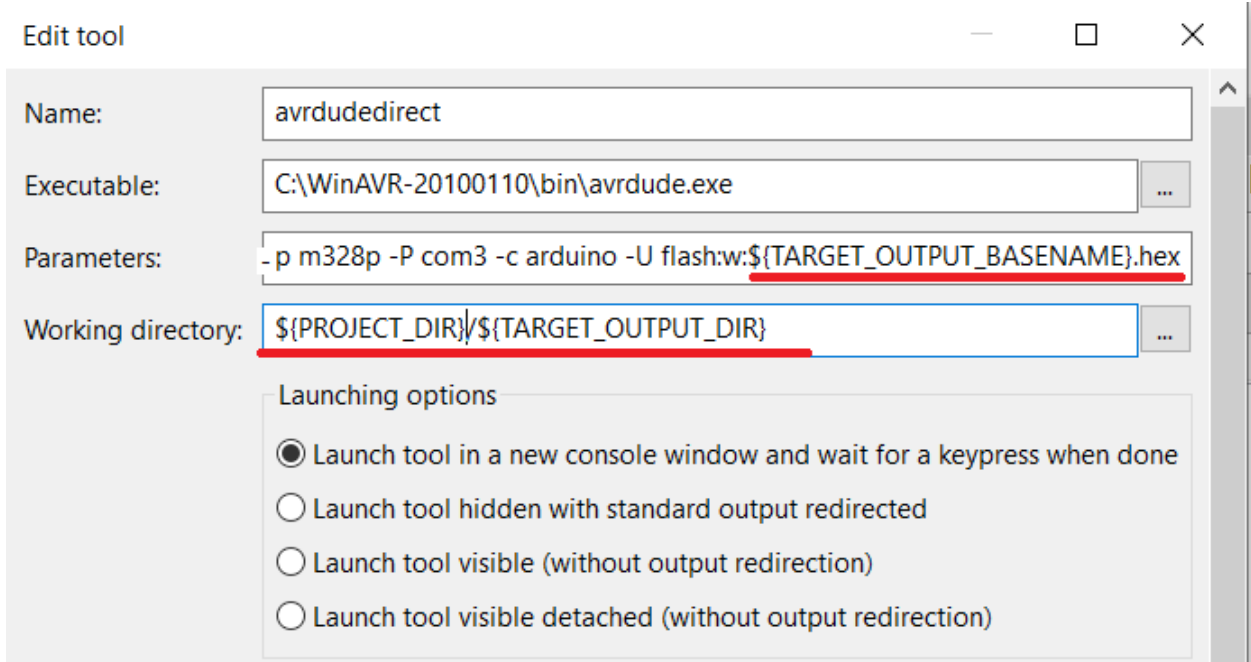 Edit tool
Name: avrdudedirect
Executable: C:\WinAVR-20100110\bin\avrdude.exe ...
Parameters: -p m328p -P com3 -c arduino -U flash:w:${TARGET_OUTPUT_BASENAME}.hex
Working directory: ${PROJECT_DIR}/${TARGET_OUTPUT_DIR} ...
Launching options
Launch tool in a new console window and wait for a keypress when done
Launch tool hidden with standard output redirected
Launch tool visible (without output redirection)
Launch tool visible detached (without output redirection)